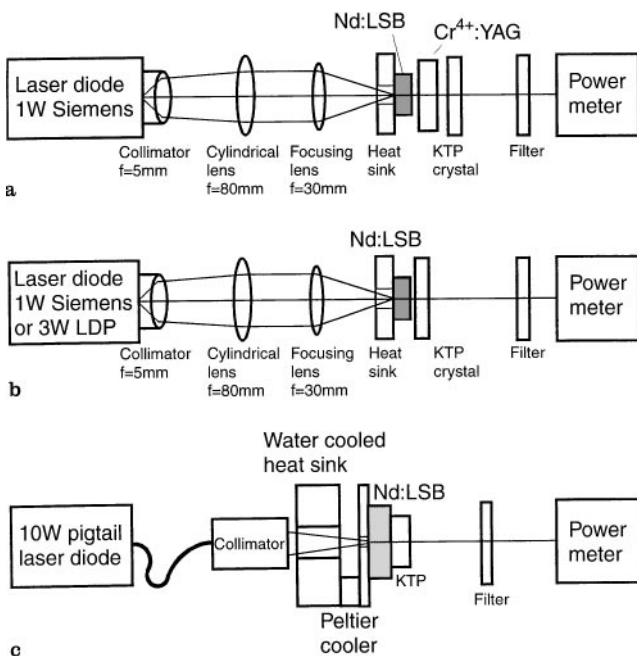 Nd:LSB
Cr4+:YAG
Laser diode
1W Siemens
Power
meter
Collimator
f=5mm
Cylindrical
lens
f=80mm
Focusing
lens
f=30mm
Heat
sink
KTP
crystal
Filter
a
Nd:LSB
Laser diode
1W Siemens
or 3W LDP
Power
meter
Collimator
f=5mm
Cylindrical
lens
f=80mm
Focusing
lens
f=30mm
Heat
sink
KTP
crystal
Filter
b
Water cooled
heat sink
Nd:LSB
10W pigtail
laser diode
Collimator
Power
meter
KTP
Filter
Peltier
cooler
c